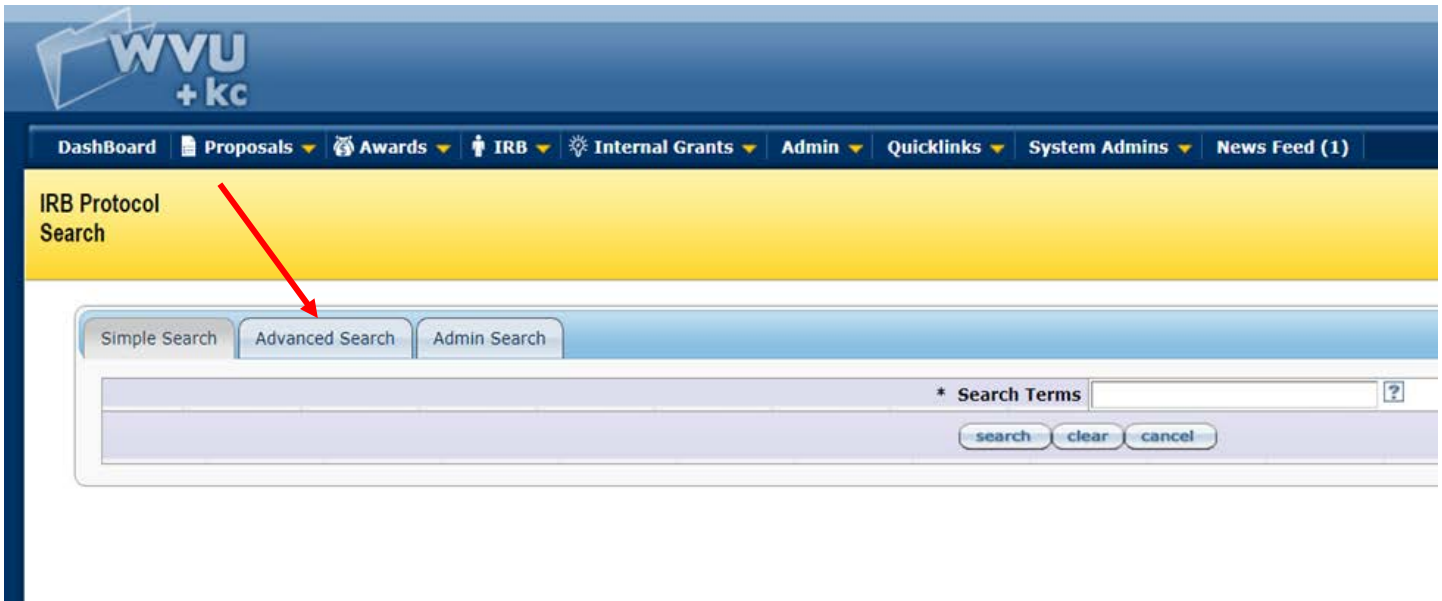 WVU
+ kc
DashBoard Proposals Awards IRB Internal Grants Admin Quicklinks System Admins News Feed (1)
IRB Protocol
Search
Simple Search Advanced Search Admin Search
* Search Terms ?
search clear cancel